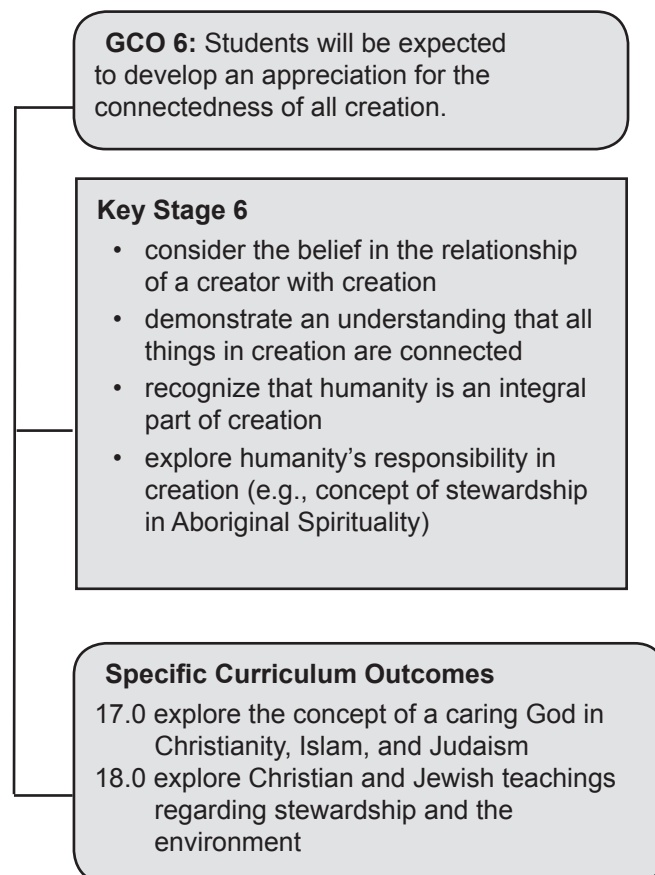 GCO 6: Students will be expected
to develop an appreciation for the
connectedness of all creation.
Key Stage 6
• consider the belief in the relationship
of a creator with creation
• demonstrate an understanding that all
things in creation are connected
• recognize that humanity is an integral
part of creation
• explore humanity’s responsibility in
creation (e.g., concept of stewardship
in Aboriginal Spirituality)
Specific Curriculum Outcomes
17.0 explore the concept of a caring God in
Christianity, Islam, and Judaism
18.0 explore Christian and Jewish teachings
regarding stewardship and the
environment